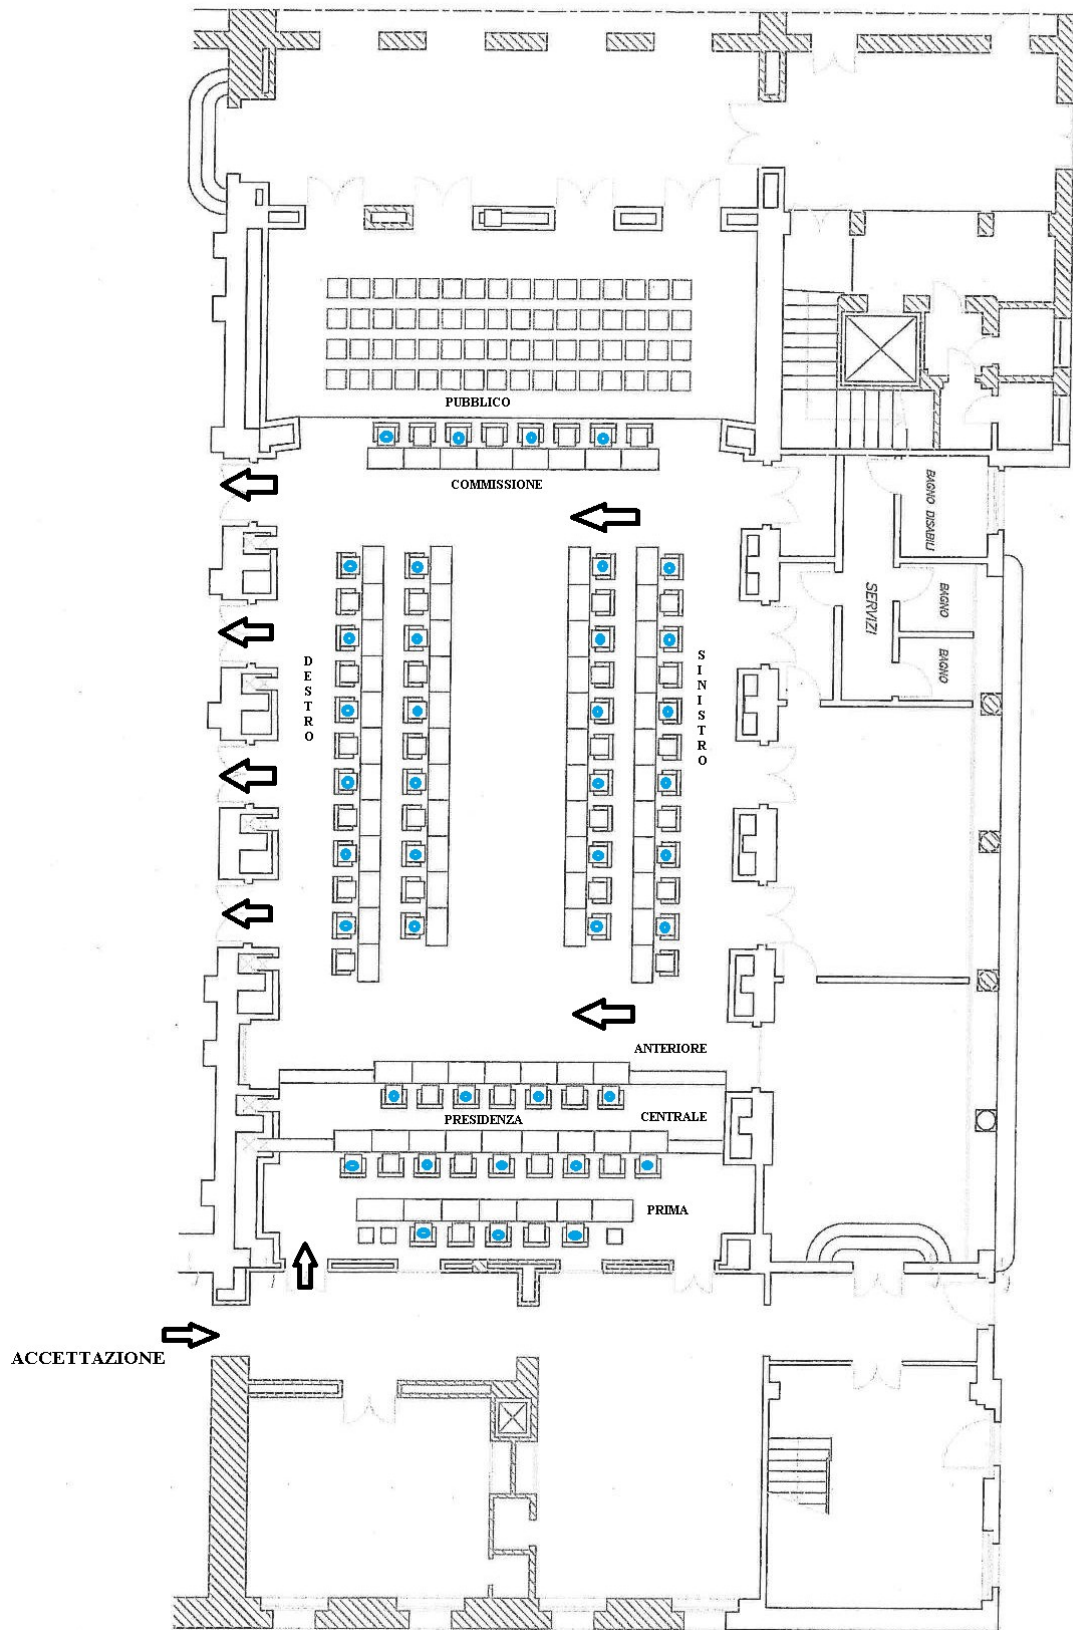 PUBBLICO
COMMISSIONE
BAGNO DISABILI
BAGNO
SERVIZI
BAGNO
DESTRO
SINISTRO
ANTERIORE
PRESIDENZA
CENTRALE
PRIMA
ACCETTAZIONE